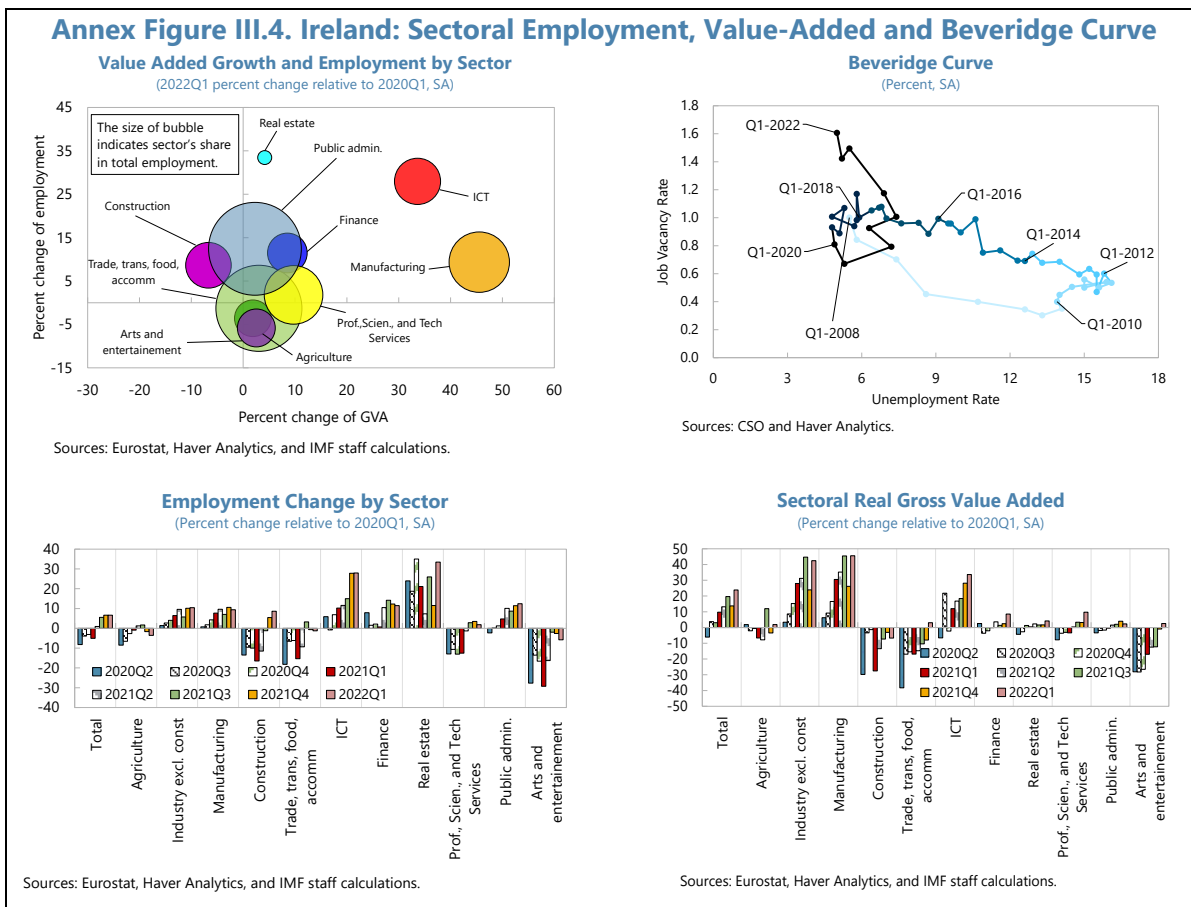 Annex Figure III.4. Ireland: Sectoral Employment, Value-Added and Beveridge Curve
Value Added Growth and Employment by Sector
(2022Q1 percent change relative to 2020Q1, SA)
45
35
25
15
5
-5
-15
Percent change of employment
The size of bubble
indicates sector's share
in total employment.
Real estate
Public admin.
ICT
Construction
Finance
Trade, trans, food,
accomm
Manufacturing
Arts and
entertainement
Prof.,Scien., and Tech
Services
Agriculture
-30 -20 -10 0 10 20 30 40 50 60
Percent change of GVA
Sources: Eurostat, Haver Analytics, and IMF staff calculations.
Beveridge Curve
(Percent, SA)
1.8
1.6
1.4
1.2
1.0
0.8
0.6
0.4
0.2
0.0
Job Vacancy Rate
Q1-2022
Q1-2018
Q1-2016
Q1-2014
Q1-2012
Q1-2020
Q1-2010
Q1-2008
0 3 6 9 12 15 18
Unemployment Rate
Sources: CSO and Haver Analytics.
Employment Change by Sector
(Percent change relative to 2020Q1, SA)
40
30
20
10
0
-10
-20
-30
-40
2020Q2 2020Q3 2020Q4 2021Q1
2021Q2 2021Q3 2021Q4 2022Q1
Total
Agriculture
Industry excl. const
Manufacturing
Construction
Trade, trans, food,
accomm
ICT
Finance
Real estate
Prof., Scien., and Tech
Services
Public admin.
Arts and
entertainement
Sources: Eurostat, Haver Analytics, and IMF staff calculations.
Sectoral Real Gross Value Added
(Percent change relative to 2020Q1, SA)
50
40
30
20
10
0
-10
-20
-30
-40
-50
2020Q2 2020Q3 2020Q4
2021Q1 2021Q2 2021Q3
2021Q4 2022Q1
Total
Agriculture
Industry excl. const
Manufacturing
Construction
Trade, trans, food,
accomm
ICT
Finance
Real estate
Prof., Scien., and Tech
Services
Public admin.
Arts and
entertainement
Sources: Eurostat, Haver Analytics, and IMF staff calculations.